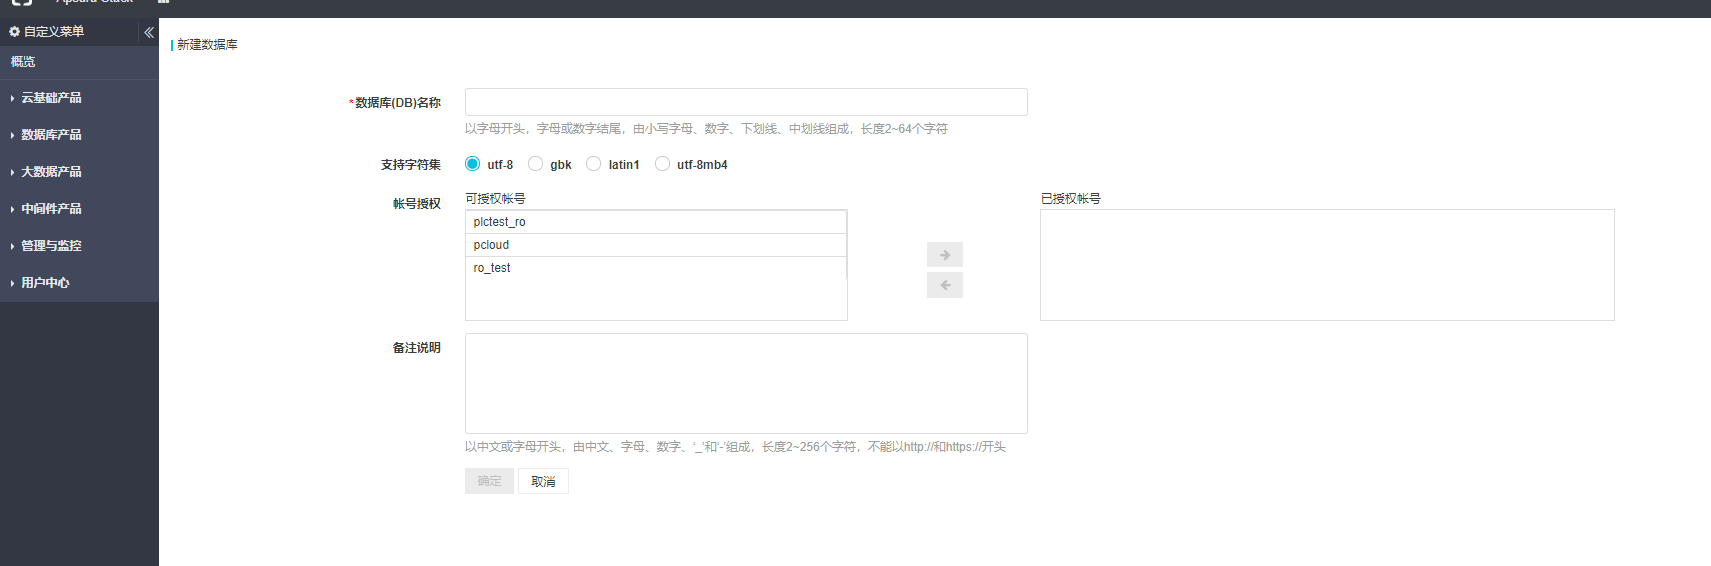 自定义菜单
概览
云基础产品
数据库产品
大数据产品
中间件产品
管理与监控
用户中心
新建数据库
*数据库(DB)名称
以字母开头，字母或数字结尾，由小写字母、数字、下划线、中划线组成，长度2~64个字符
支持字符集 utf-8 gbk latin1 utf-8mb4
帐号授权 可授权帐号 已授权帐号
plctest_ro
pcloud
ro_test
备注说明
以中文或字母开头，由中文、字母、数字、‘_’和‘-’组成，长度2~256个字符，不能以http://和https://开头
确定 取消